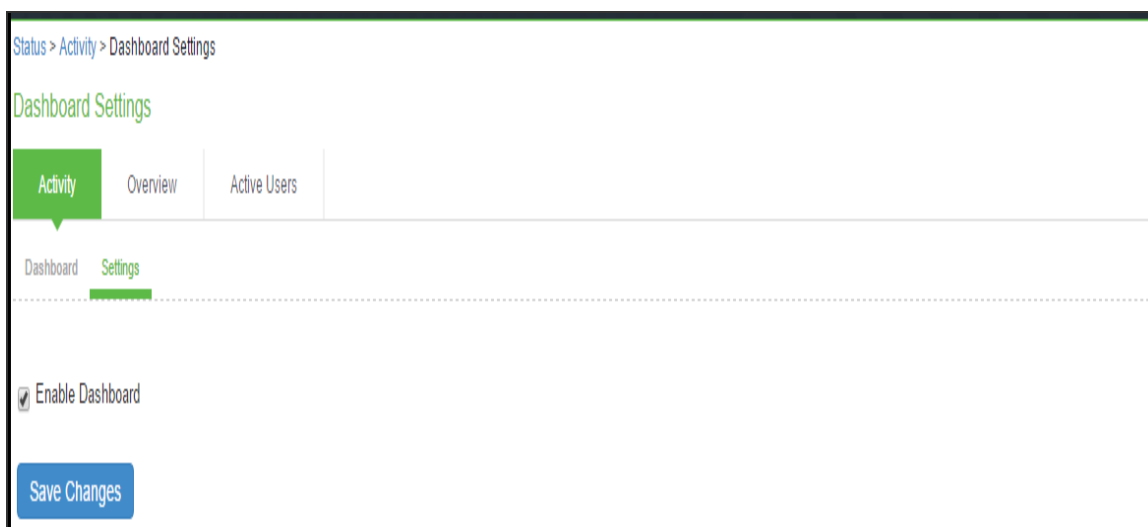 Status > Activity > Dashboard Settings
Dashboard Settings
Activity Overview Active Users
Dashboard Settings
Enable Dashboard
Save Changes